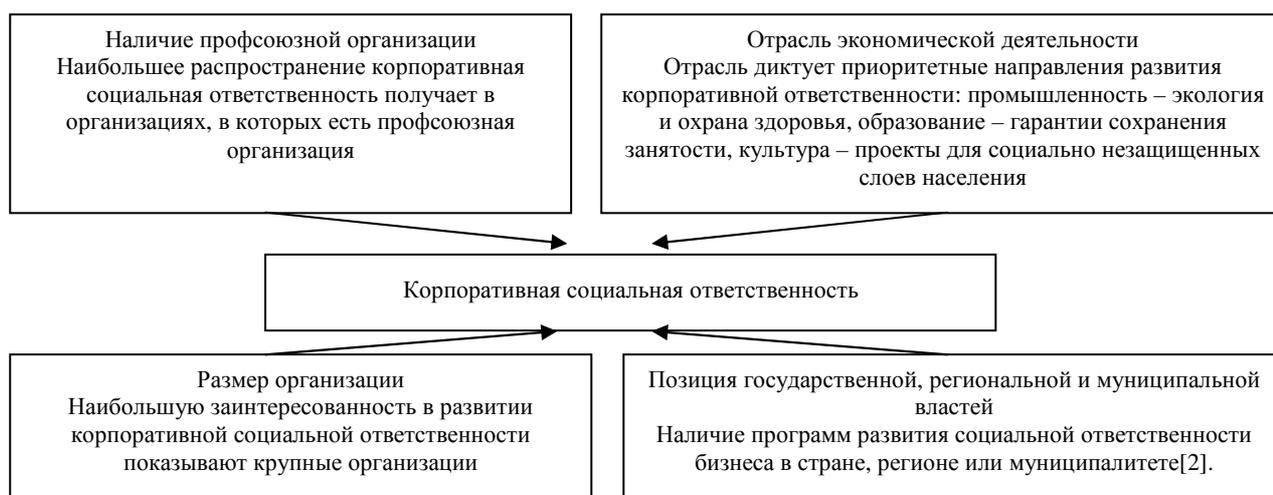 Наличие профсоюзной организации
Наибольшее распространение корпоративная
социальная ответственность получает в
организациях, в которых есть профсоюзная
организация
Отрасль экономической деятельности
Отрасль диктует приоритетные направления развития
корпоративной ответственности: промышленность – экология
и охрана здоровья, образование – гарантии сохранения
занятости, культура – проекты для социально незащищенных
слоев населения
Корпоративная социальная ответственность
Размер организации
Наибольшую заинтересованность в развитии
корпоративной социальной ответственности
показывают крупные организации
Позиция государственной, региональной и муниципальной
властей
Наличие программ развития социальной ответственности
бизнеса в стране, регионе или муниципалитете[2].